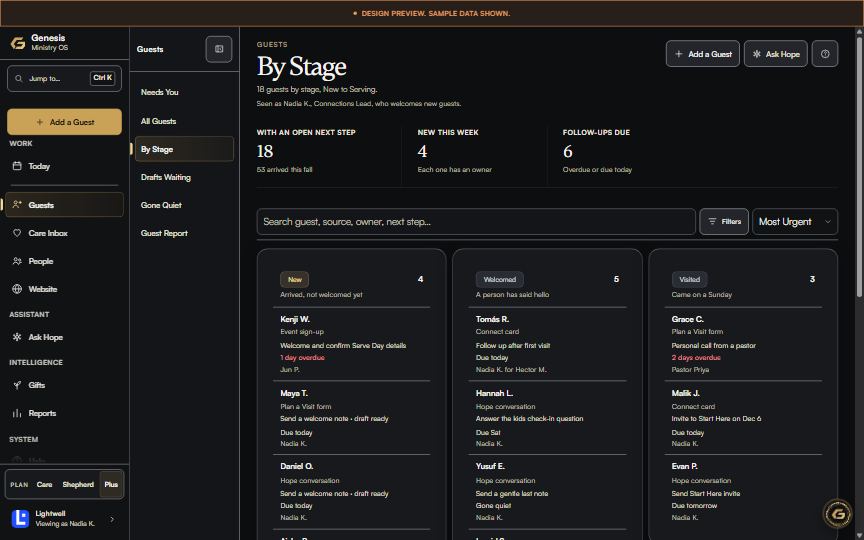 DESIGN PREVIEW. SAMPLE DATA SHOWN.
Genesis
Ministry OS
Jump to...
Ctrl K
Add a Guest
WORK
Today
Guests
Care Inbox
People
Website
ASSISTANT
Ask Hope
INTELLIGENCE
Gifts
Reports
SYSTEM
Help
PLAN
Care
Shepherd
Plus
Lightwell
Viewing as Nadia K.
Guests
Needs You
All Guests
By Stage
Drafts Waiting
Gone Quiet
Guest Report
GUESTS
By Stage
18 guests by stage, New to Serving.
Seen as Nadia K., Connections Lead, who welcomes new guests.
Add a Guest
Ask Hope
WITH AN OPEN NEXT STEP
18
53 arrived this fall
NEW THIS WEEK
4
Each one has an owner
FOLLOW-UPS DUE
6
Overdue or due today
Search guest, source, owner, next step...
Filters
Most Urgent
New
4
Arrived, not welcomed yet
Kenji W.
Event sign-up
Welcome and confirm Serve Day details
1 day overdue
Jun P.
Maya T.
Plan a Visit form
Send a welcome note · draft ready
Due today
Nadia K.
Daniel O.
Hope conversation
Send a welcome note · draft ready
Due today
Nadia K.
Welcomed
5
A person has said hello
Tomás R.
Connect card
Follow up after first visit
Due today
Nadia K. for Hector M.
Hannah L.
Hope conversation
Answer the kids check-in question
Due Sat
Nadia K.
Yusuf E.
Hope conversation
Send a gentle last note
Gone quiet
Nadia K.
Visited
3
Came on a Sunday
Grace C.
Plan a Visit form
Personal call from a pastor
2 days overdue
Pastor Priya
Malik J.
Connect card
Invite to Start Here on Dec 6
Due today
Nadia K.
Evan P.
Hope conversation
Send Start Here invite
Due tomorrow
Nadia K.